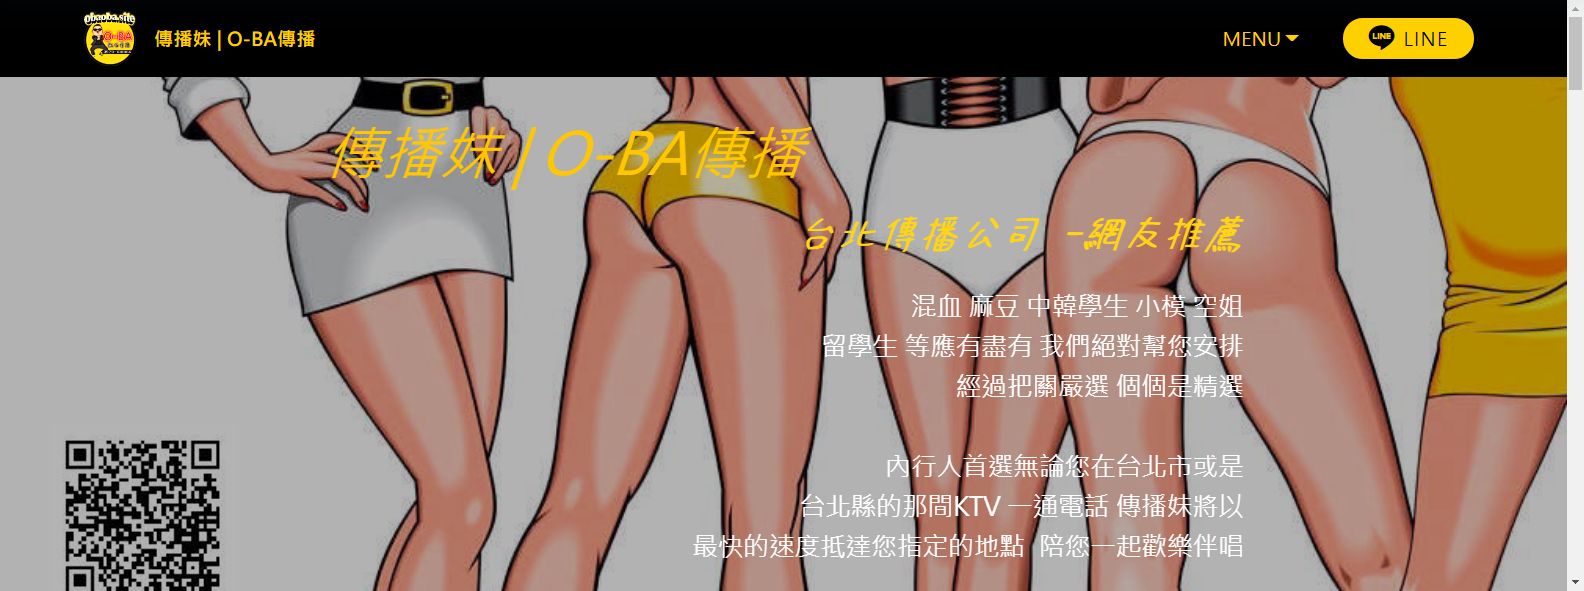 obaoba.site
O-BA
傳播妹 | O-BA傳播
MENU
LINE
LINE
傳播妹 | O-BA傳播
台北傳播公司 -網友推薦
混血 麻豆 中韓學生 小模 空姐
留學生 等應有盡有 我們絕對幫您安排
經過把關嚴選 個個是精選
內行人首選無論您在台北市或是
台北縣的那間KTV 一通電話 傳播妹將以
最快的速度抵達您指定的地點 陪您一起歡樂伴唱